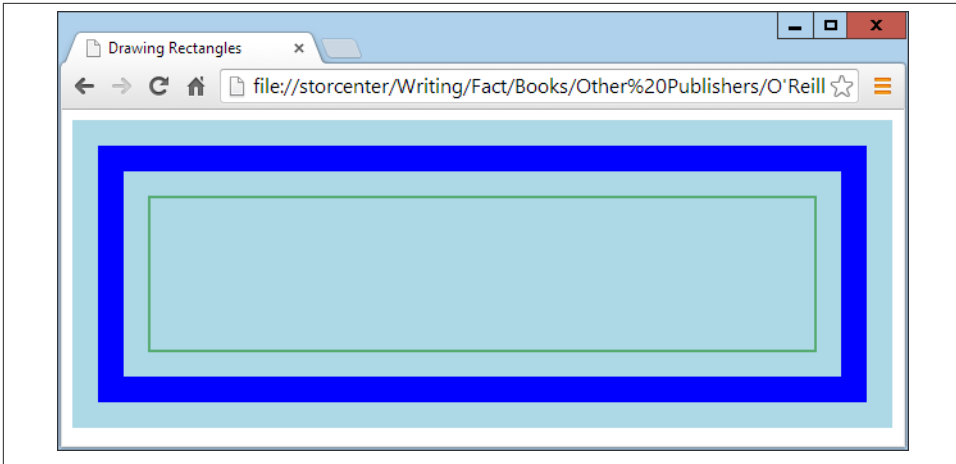 Drawing Rectangles
file://storcenter/Writing/Fact/Books/Other%20Publishers/O'Reill